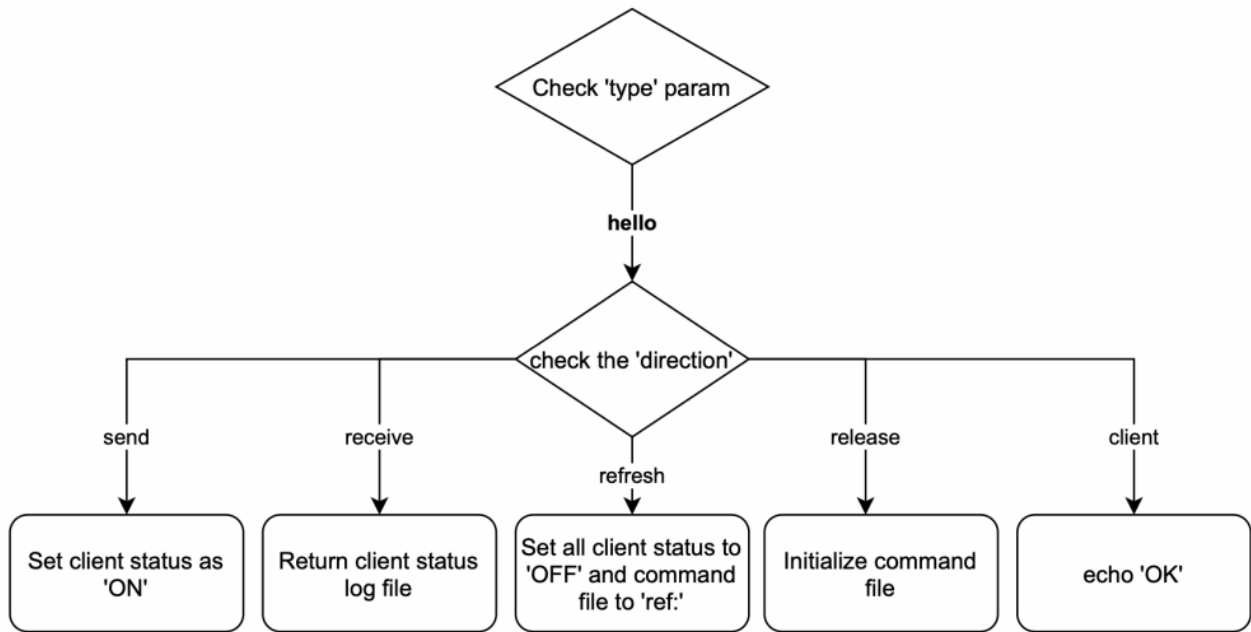 Check 'type' param
hello
check the 'direction'
send
receive
refresh
release
client
Set client status as
'ON'
Return client status
log file
Set all client status to
'OFF' and command
file to 'ref:'
Initialize command
file
echo 'OK'